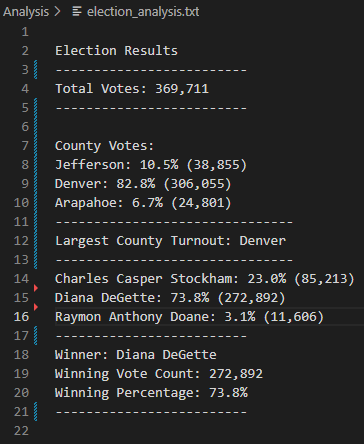 Analysis > election_analysis.txt
1
2 Election Results
3 -------------------------
4 Total Votes: 369,711
5 -------------------------
6
7 County Votes:
8 Jefferson: 10.5% (38,855)
9 Denver: 82.8% (306,055)
10 Arapahoe: 6.7% (24,801)
11 -------------------------------
12 Largest County Turnout: Denver
13 -------------------------------
14 Charles Casper Stockham: 23.0% (85,213)
15 Diana DeGette: 73.8% (272,892)
16 Raymon Anthony Doane: 3.1% (11,606)
17 -------------------------
18 Winner: Diana DeGette
19 Winning Vote Count: 272,892
20 Winning Percentage: 73.8%
21 -------------------------
22